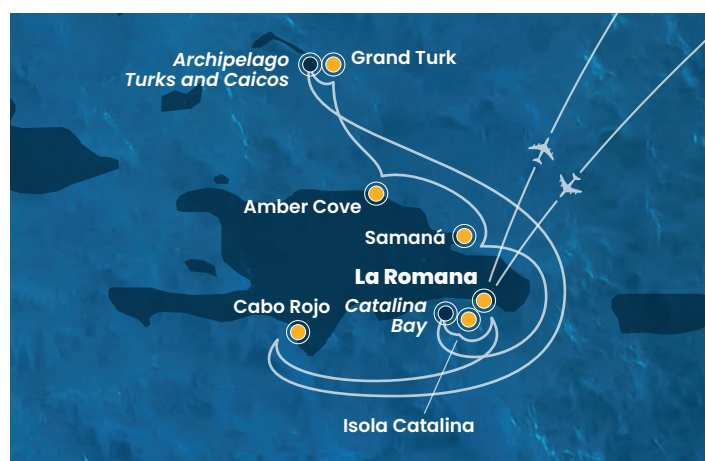 Archipelago
Turks and Caicos
Grand Turk
Amber Cove
Samaná
La Romana
Catalina
Bay
Cabo Rojo
Isola Catalina